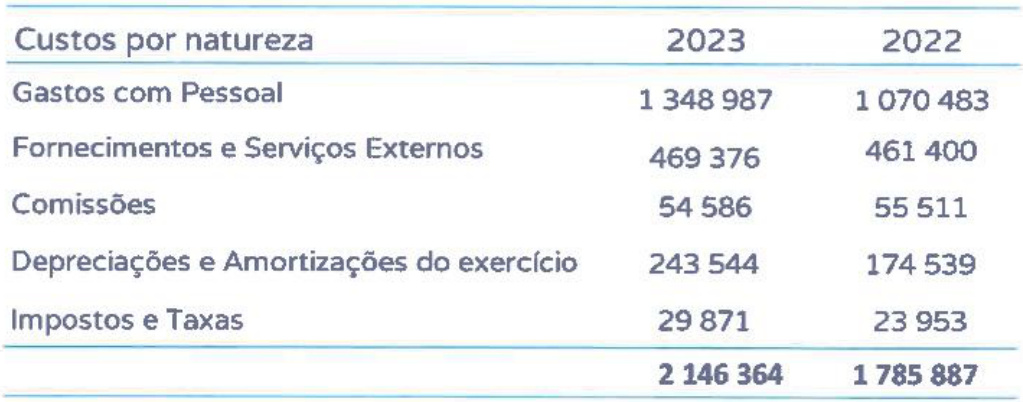 Custos por natureza 2023 2022
Gastos com Pessoal 1 348 987 1 070 483
Fornecimentos e Serviços Externos 469 376 461 400
Comissões 54 586 55 511
Depreciações e Amortizações do exercício 243 544 174 539
Impostos e Taxas 29 871 23 953
2 146 364 1 785 887